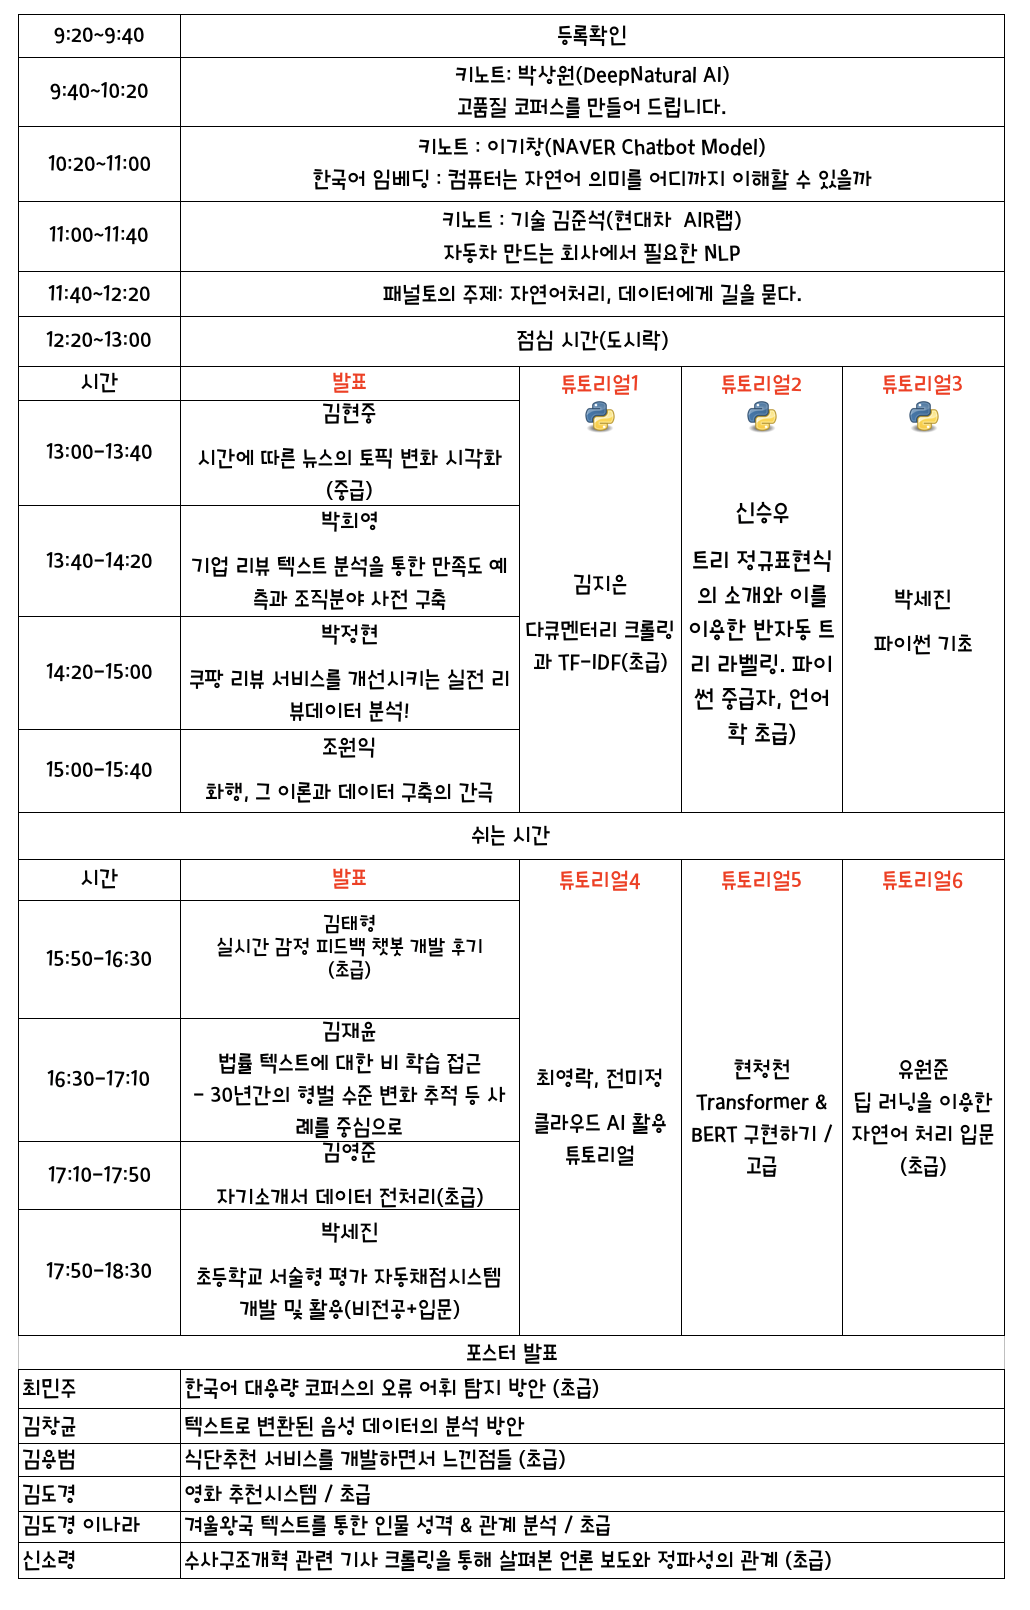 9:20~9:40 등록확인
9:40~10:20 키노트: 박상원(DeepNatural AI)
고품질 코퍼스를 만들어 드립니다.
10:20~11:00 키노트 : 이기창(NAVER Chatbot Model)
한국어 임베딩 : 컴퓨터는 자연어 의미를 어디까지 이해할 수 있을까
11:00~11:40 키노트 : 기술 김준석(현대차 AIR랩)
자동차 만드는 회사에서 필요한 NLP
11:40~12:20 패널토의 주제: 자연어처리, 데이터에게 길을 묻다.
12:20~13:00 점심 시간(도시락)
시간 발표
13:00-13:40
김현중
시간에 따른 뉴스의 토픽 변화 시각화
(중급)
13:40-14:20
박희영
기업 리뷰 텍스트 분석을 통한 만족도 예
측과 조직분야 사전 구축
14:20-15:00
박정현
쿠팡 리뷰 서비스를 개선시키는 실전 리
뷰데이터 분석!
15:00-15:40
조원익
화행, 그 이론과 데이터 구축의 간극
튜토리얼1
김지은
다큐멘터리 크롤링
과 TF-IDF(초급)
튜토리얼2
신승우
트리 정규표현식
의 소개와 이를
이용한 반자동 트
리 라벨링. 파이
썬 중급자, 언어
학 초급)
튜토리얼3
박세진
파이썬 기초
쉬는 시간
시간 발표
15:50-16:30
김태형
실시간 감정 피드백 챗봇 개발 후기
(초급)
16:30-17:10
김재윤
법률 텍스트에 대한 비 학습 접근
- 30년간의 형벌 수준 변화 추적 등 사
례를 중심으로
17:10-17:50
김영준
자기소개서 데이터 전처리(초급)
17:50-18:30
박세진
초등학교 서술형 평가 자동채점시스템
개발 및 활용(비전공+입문)
튜토리얼4
최영락, 전미정
클라우드 AI 활용
튜토리얼
튜토리얼5
현청천
Transformer &
BERT 구현하기 /
고급
튜토리얼6
유원준
딥 러닝을 이용한
자연어 처리 입문
(초급)
포스터 발표
최민주 한국어 대용량 코퍼스의 오류 어휘 탐지 방안 (초급)
김창균 텍스트로 변환된 음성 데이터의 분석 방안
김용범 식단추천 서비스를 개발하면서 느낀점들 (초급)
김도경 영화 추천시스템 / 초급
김도경 이나라 겨울왕국 텍스트를 통한 인물 성격 & 관계 분석 / 초급
신소령 수사구조개혁 관련 기사 크롤링을 통해 살펴본 언론 보도와 정파성의 관계 (초급)